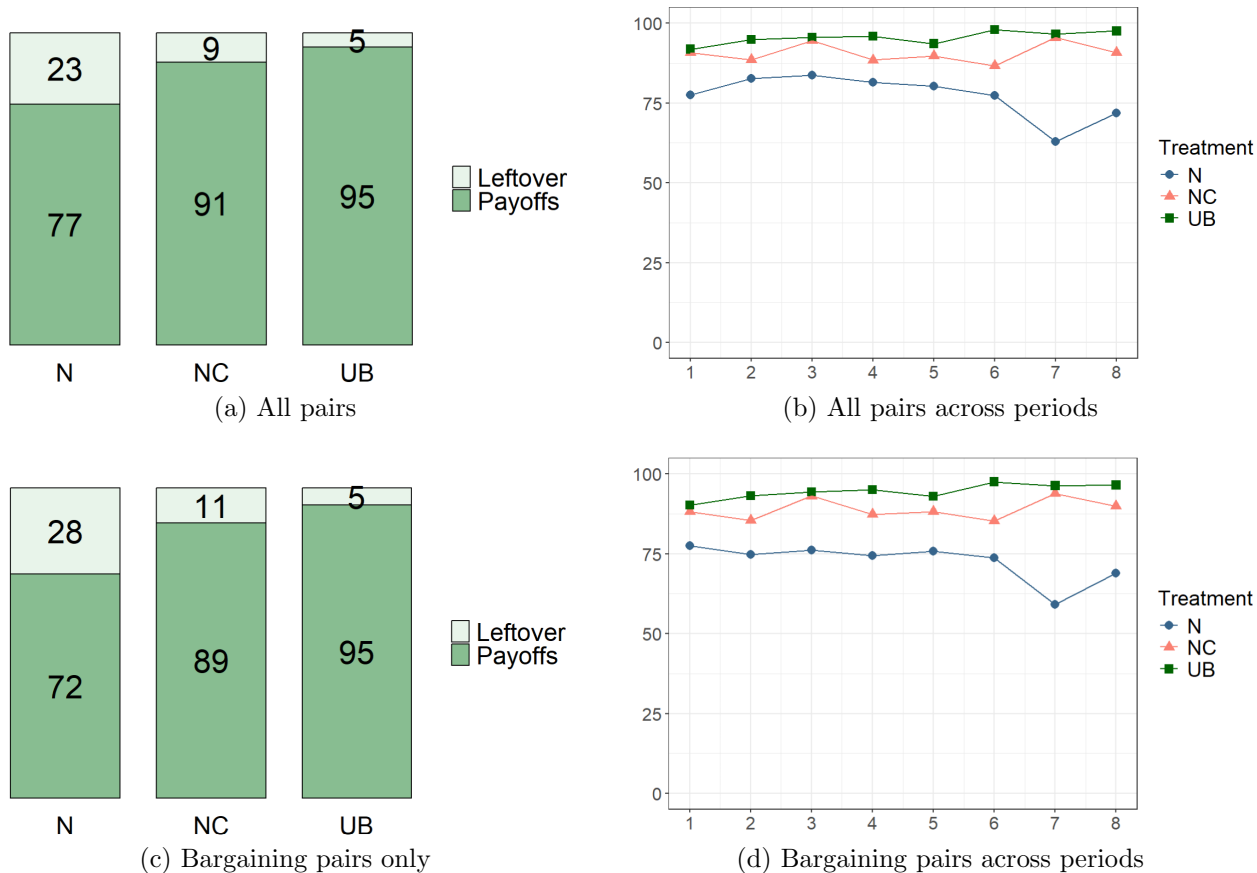 23
9
5
77
91
95
Leftover
Payoffs
N
NC
UB
(a) All pairs
100
75
50
25
0
1 2 3 4 5 6 7 8
Treatment
N
NC
UB
(b) All pairs across periods
28
11
5
72
89
95
Leftover
Payoffs
N
NC
UB
(c) Bargaining pairs only
100
75
50
25
0
1 2 3 4 5 6 7 8
Treatment
N
NC
UB
(d) Bargaining pairs across periods